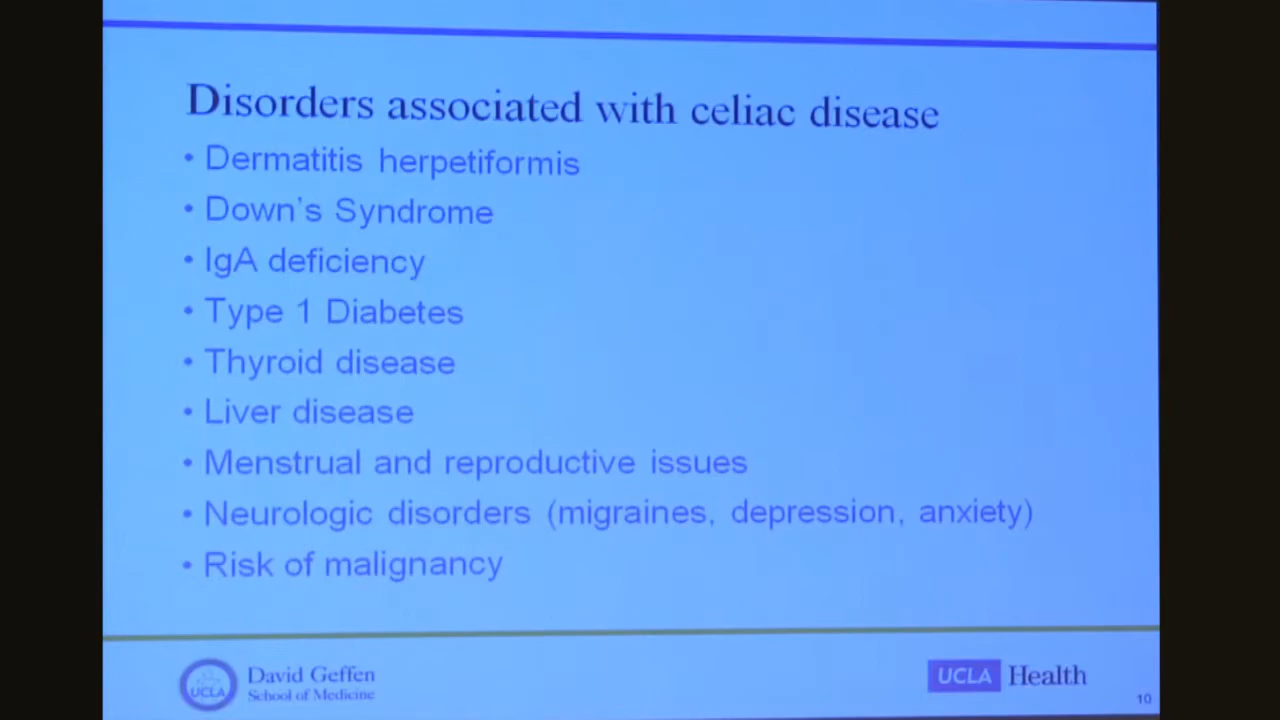 Disorders associated with celiac disease
• Dermatitis herpetiformis
• Down's Syndrome
• IgA deficiency
• Type 1 Diabetes
• Thyroid disease
• Liver disease
• Menstrual and reproductive issues
• Neurologic disorders (migraines, depression, anxiety)
• Risk of malignancy
UCLA
David Geffen
School of Medicine
UCLA Health
10